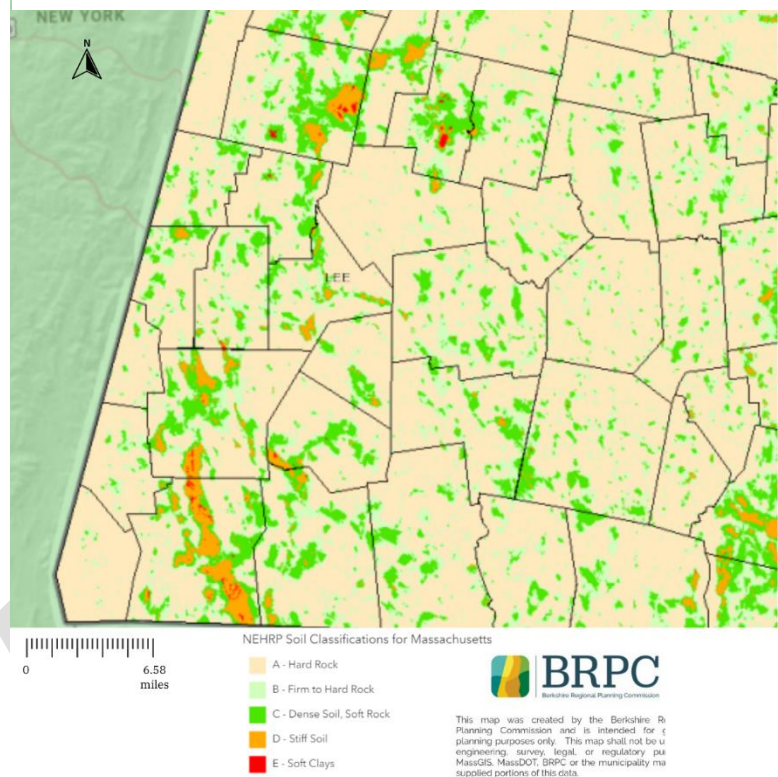 NEW YORK
N
LEE
NEHRP Soil Classifications for Massachusetts
0 6.58
miles
A - Hard Rock
B - Firm to Hard Rock
C - Dense Soil, Soft Rock
D - Stiff Soil
E - Soft Clays
BRPC
Berkshire Regional Planning Commission
This map was created by the Berkshire Re
Planning Commission and is intended for g
planning purposes only. This map shall not be u
engineering, survey, legal, or regulatory pu
MassGIS, MassDOT, BRPC or the municipality ma
supplied portions of this data.